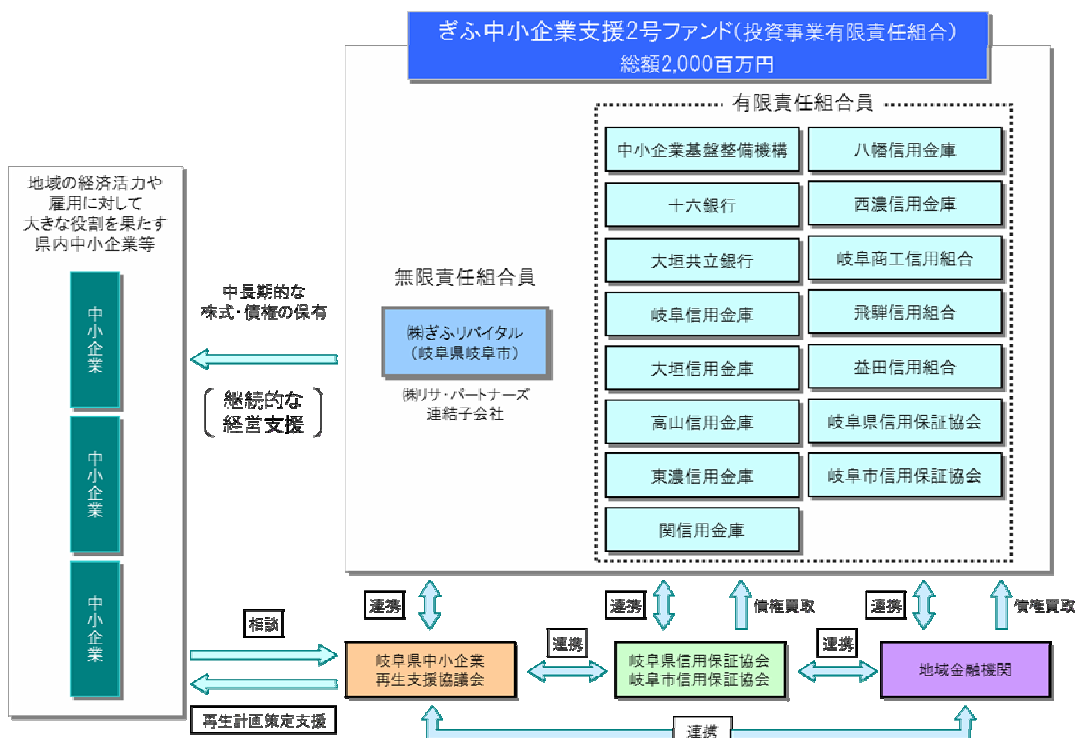 ぎふ中小企業支援2号ファンド(投資事業有限責任組合)
総額2,000百万円
有限責任組合員
中小企業基盤整備機構
八幡信用金庫
十六銀行
西濃信用金庫
大垣共立銀行
岐阜商工信用組合
岐阜信用金庫
飛騨信用組合
大垣信用金庫
益田信用組合
高山信用金庫
岐阜県信用保証協会
東濃信用金庫
岐阜市信用保証協会
関信用金庫
無限責任組合員
㈱ぎふリバイタル
(岐阜県岐阜市)
㈱リサ・パートナーズ
連結子会社
地域の経済活力や
雇用に対して
大きな役割を果たす
県内中小企業等
中小企業
中小企業
中小企業
中長期的な
株式・債権の保有
継続的な
経営支援
連携
連携
債権買取
連携
債権買取
相談
岐阜県中小企業
再生支援協議会
連携
岐阜県信用保証協会
岐阜市信用保証協会
連携
地域金融機関
再生計画策定支援
連携